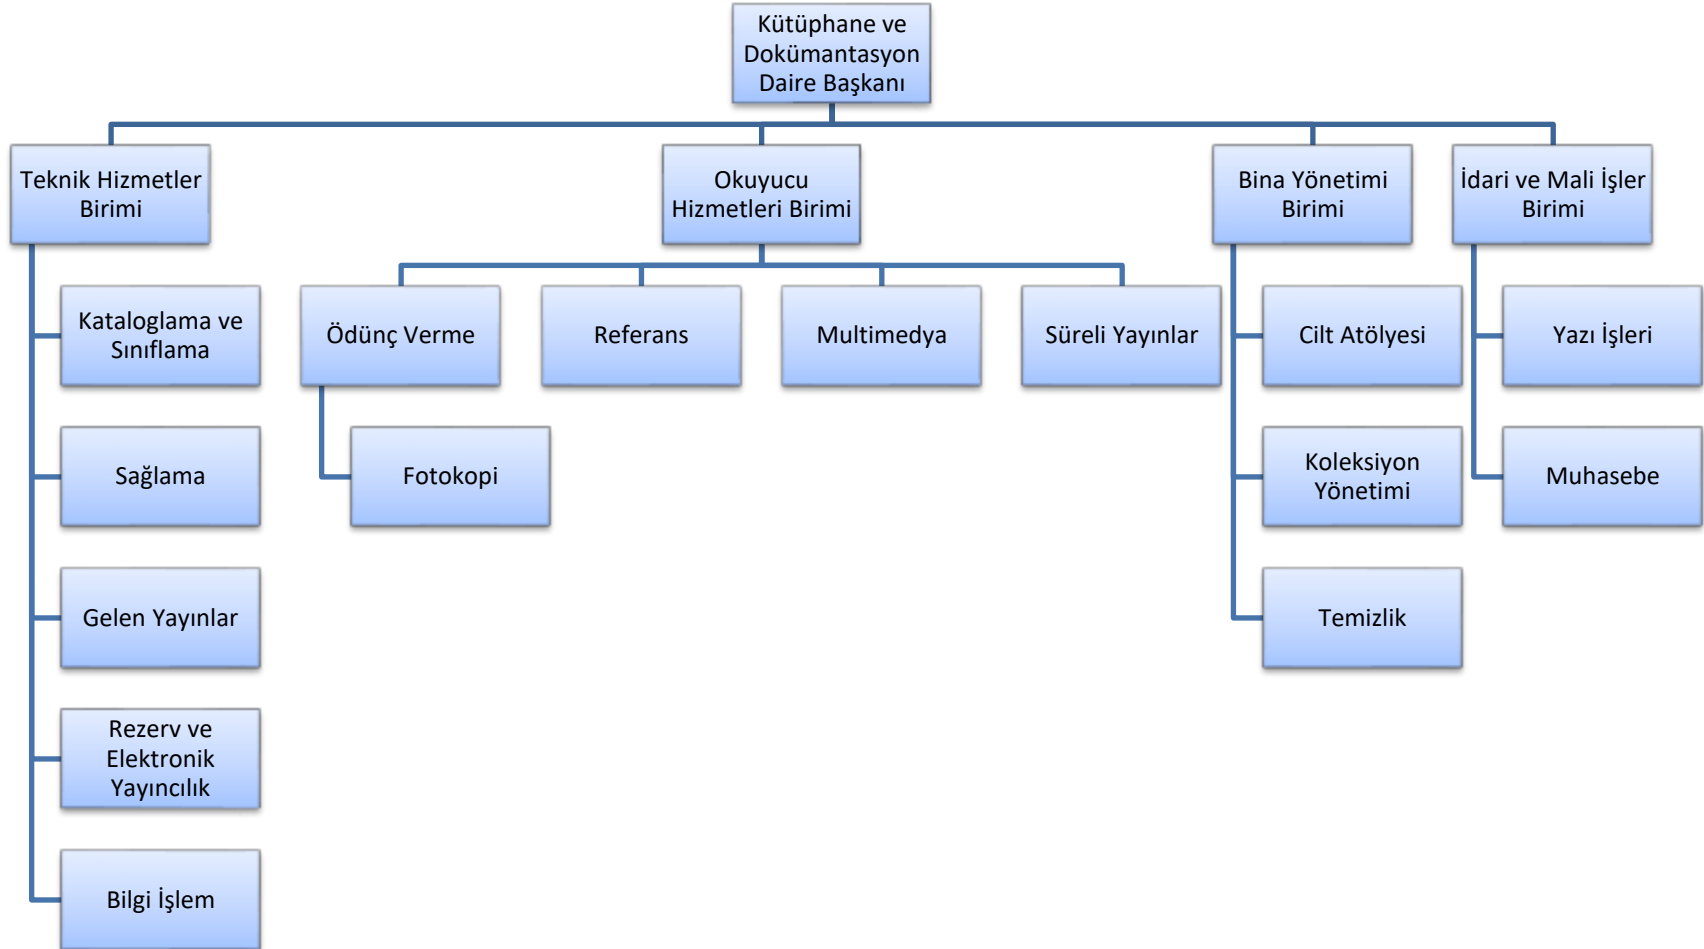 Kütüphane ve
Dokümantasyon
Daire Başkanı
Teknik Hizmetler
Birimi
Okuyucu
Hizmetleri Birimi
Bina Yönetimi
Birimi
İdari ve Mali İşler
Birimi
Kataloglama ve
Sınıflama
Ödünç Verme
Referans
Multimedya
Süreli Yayınlar
Cilt Atölyesi
Yazı İşleri
Sağlama
Fotokopi
Koleksiyon
Yönetimi
Muhasebe
Gelen Yayınlar
Temizlik
Rezerv ve
Elektronik
Yayıncılık
Bilgi İşlem